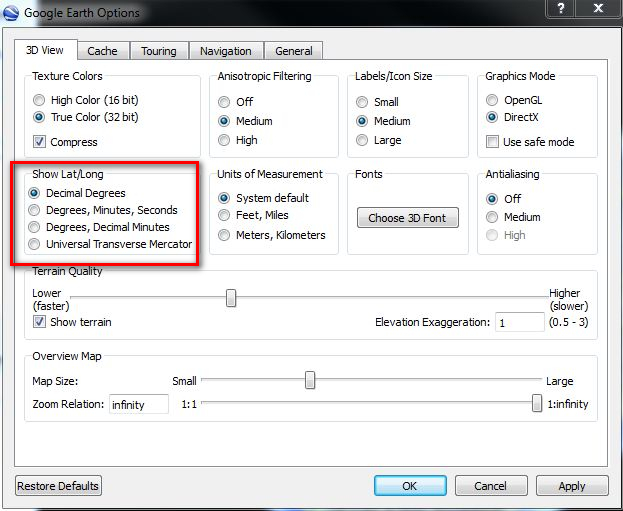 Google Earth Options
?
3D View
Cache
Touring
Navigation
General
Texture Colors
High Color (16 bit)
True Color (32 bit)
Compress
Anisotropic Filtering
Off
Medium
High
Labels/Icon Size
Small
Medium
Large
Graphics Mode
OpenGL
DirectX
Use safe mode
Show Lat/Long
Decimal Degrees
Degrees, Minutes, Seconds
Degrees, Decimal Minutes
Universal Transverse Mercator
Units of Measurement
System default
Feet, Miles
Meters, Kilometers
Fonts
Choose 3D Font
Antialiasing
Off
Medium
High
Terrain Quality
Lower
(faster)
Higher
(slower)
Show terrain
Elevation Exaggeration: 1 (0.5 - 3)
Overview Map
Map Size: Small Large
Zoom Relation: infinity 1:1 1:infinity
Restore Defaults
OK
Cancel
Apply